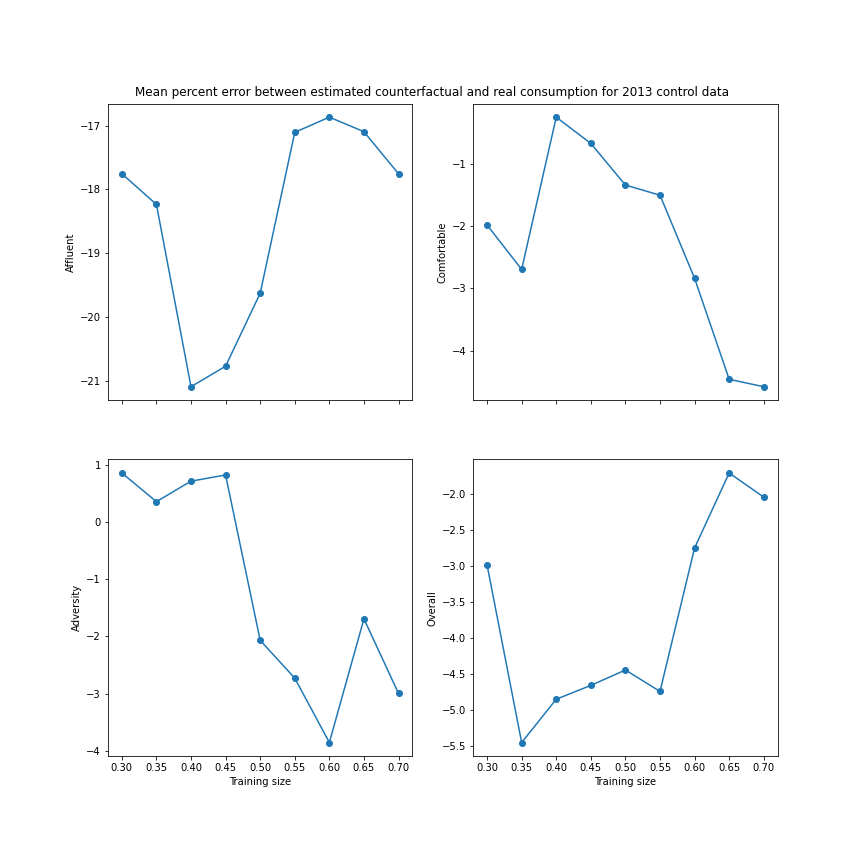 Mean percent error between estimated counterfactual and real consumption for 2013 control data
−17
−18
−19
−20
−21
Affluent
−1
−2
−3
−4
Comfortable
1
0
−1
−2
−3
−4
Adversity
0.30 0.35 0.40 0.45 0.50 0.55 0.60 0.65 0.70
Training size
−2.0
−2.5
−3.0
−3.5
−4.0
−4.5
−5.0
−5.5
Overall
0.30 0.35 0.40 0.45 0.50 0.55 0.60 0.65 0.70
Training size